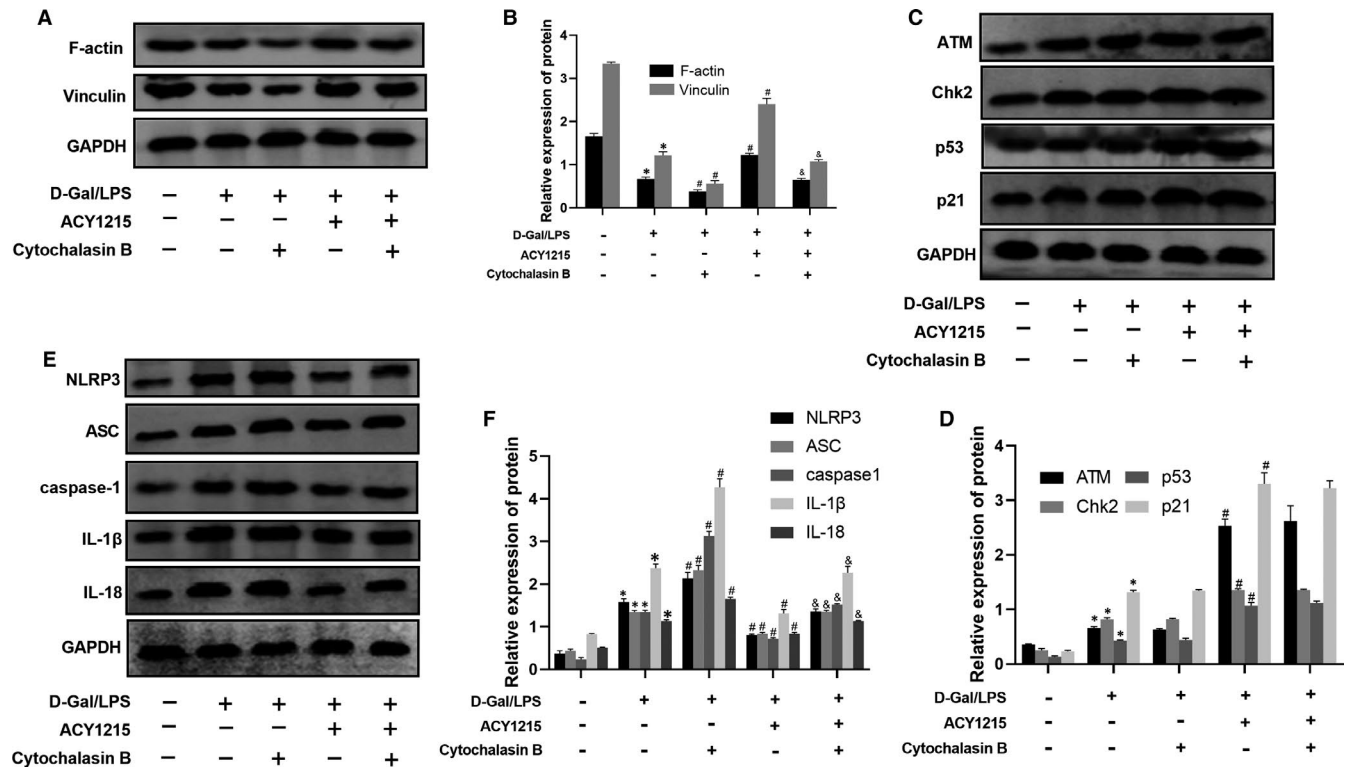 A
F-actin
Vinculin
GAPDH
D-Gal/LPS – + + + +
ACY1215 – – – + +
Cytochalasin B – – + – +
B
Relative expression of protein
4
3
2
1
0
F-actin
Vinculin
* * # # # # & &
D-Gal/LPS - + + + +
ACY1215 - - - + +
Cytochalasin B - - + - +
C
ATM
Chk2
p53
p21
GAPDH
D-Gal/LPS – + + + +
ACY1215 – – – + +
Cytochalasin B – – + – +
E
NLRP3
ASC
caspase-1
IL-1β
IL-18
GAPDH
D-Gal/LPS – + + + +
ACY1215 – – – + +
Cytochalasin B – – + – +
F
Relative expression of protein
5
4
3
2
1
0
NLRP3
ASC
caspase1
IL-1β
IL-18
* * * * * # # # # # # # # # # & & & & &
D-Gal/LPS - + + + +
ACY1215 - - - + +
Cytochalasin B - - + - +
D
Relative expression of protein
4
3
2
1
0
ATM p53
Chk2 p21
* * * * # # # #
D-Gal/LPS - + + + +
ACY1215 - - - + +
Cytochalasin B - - + - +